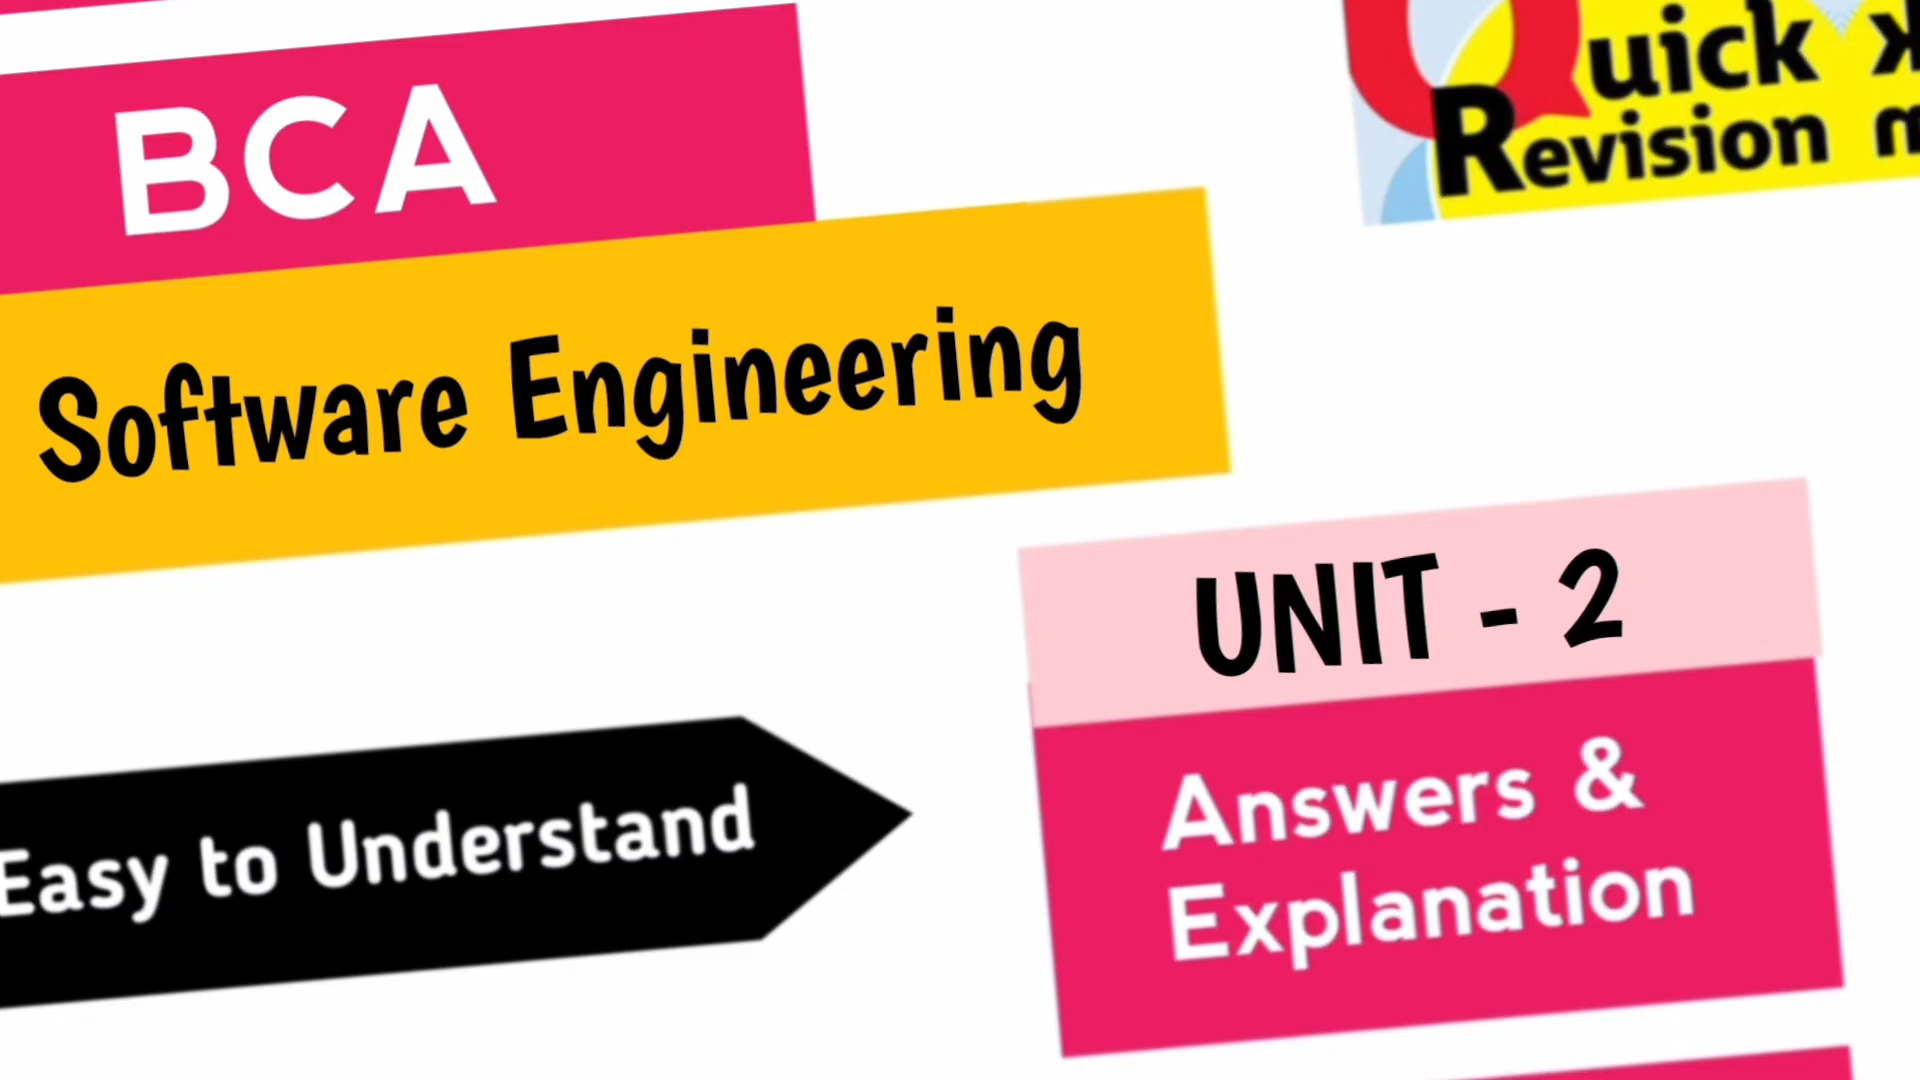 BCA
Quick
Revision
Software Engineering
UNIT - 2
Answers &
Explanation
Easy to Understand